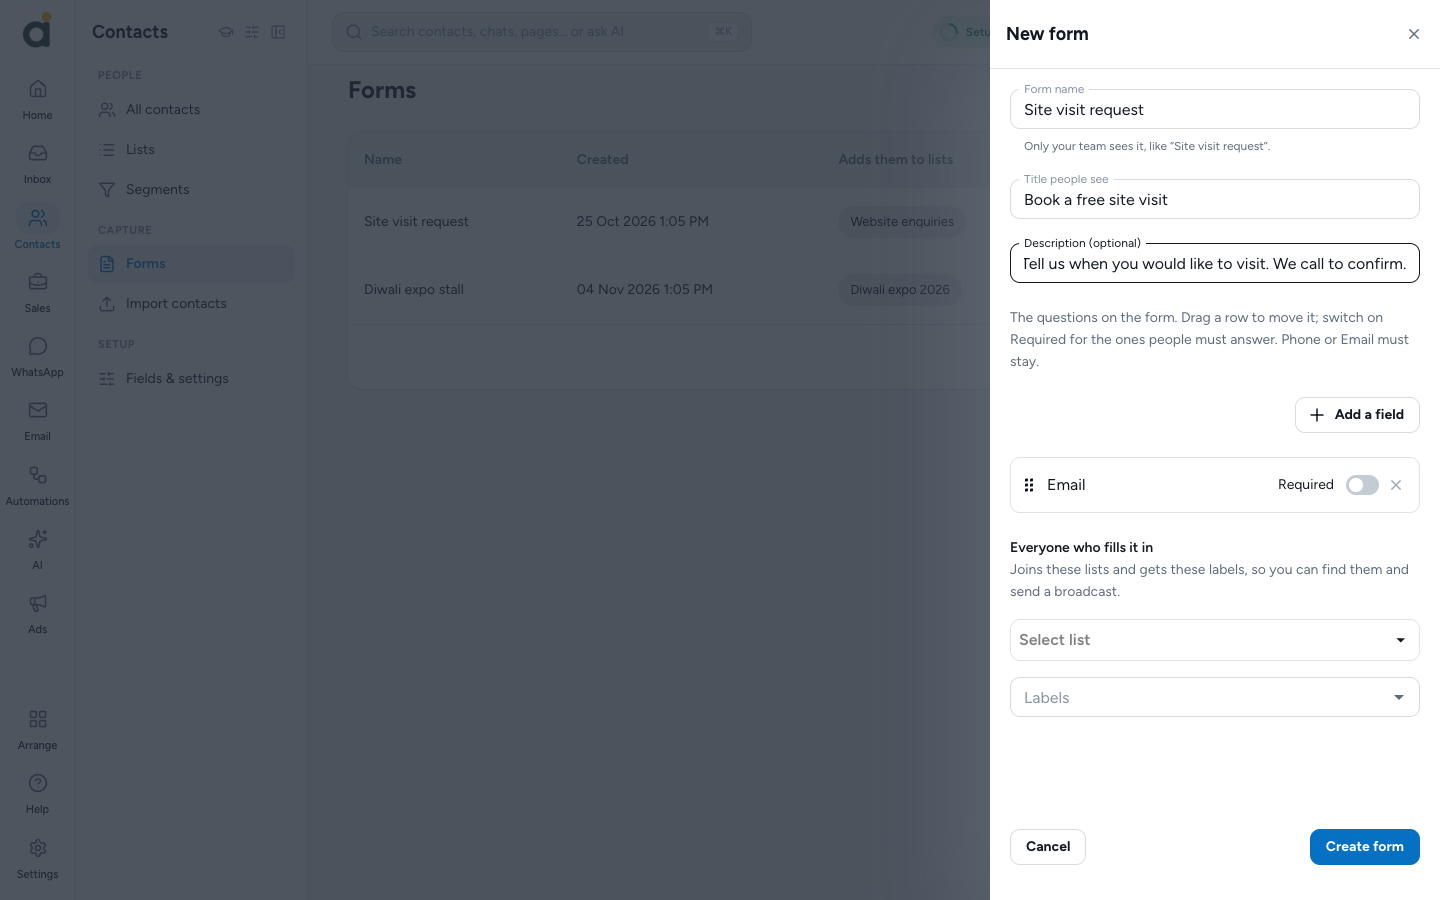 Contacts
Search contacts, chats, pages... or ask AI
⌘K
Setu
New form
Home
Inbox
Contacts
Sales
WhatsApp
Email
Automations
AI
Ads
Arrange
Help
Settings
PEOPLE
All contacts
Lists
Segments
CAPTURE
Forms
Import contacts
SETUP
Fields & settings
Forms
Name Created Adds them to lists
Site visit request 25 Oct 2026 1:05 PM Website enquiries
Diwali expo stall 04 Nov 2026 1:05 PM Diwali expo 2026
Form name
Site visit request
Only your team sees it, like “Site visit request”.
Title people see
Book a free site visit
Description (optional)
Tell us when you would like to visit. We call to confirm.
The questions on the form. Drag a row to move it; switch on
Required for the ones people must answer. Phone or Email must
stay.
Add a field
Email Required
Everyone who fills it in
Joins these lists and gets these labels, so you can find them and
send a broadcast.
Select list
Labels
Cancel
Create form